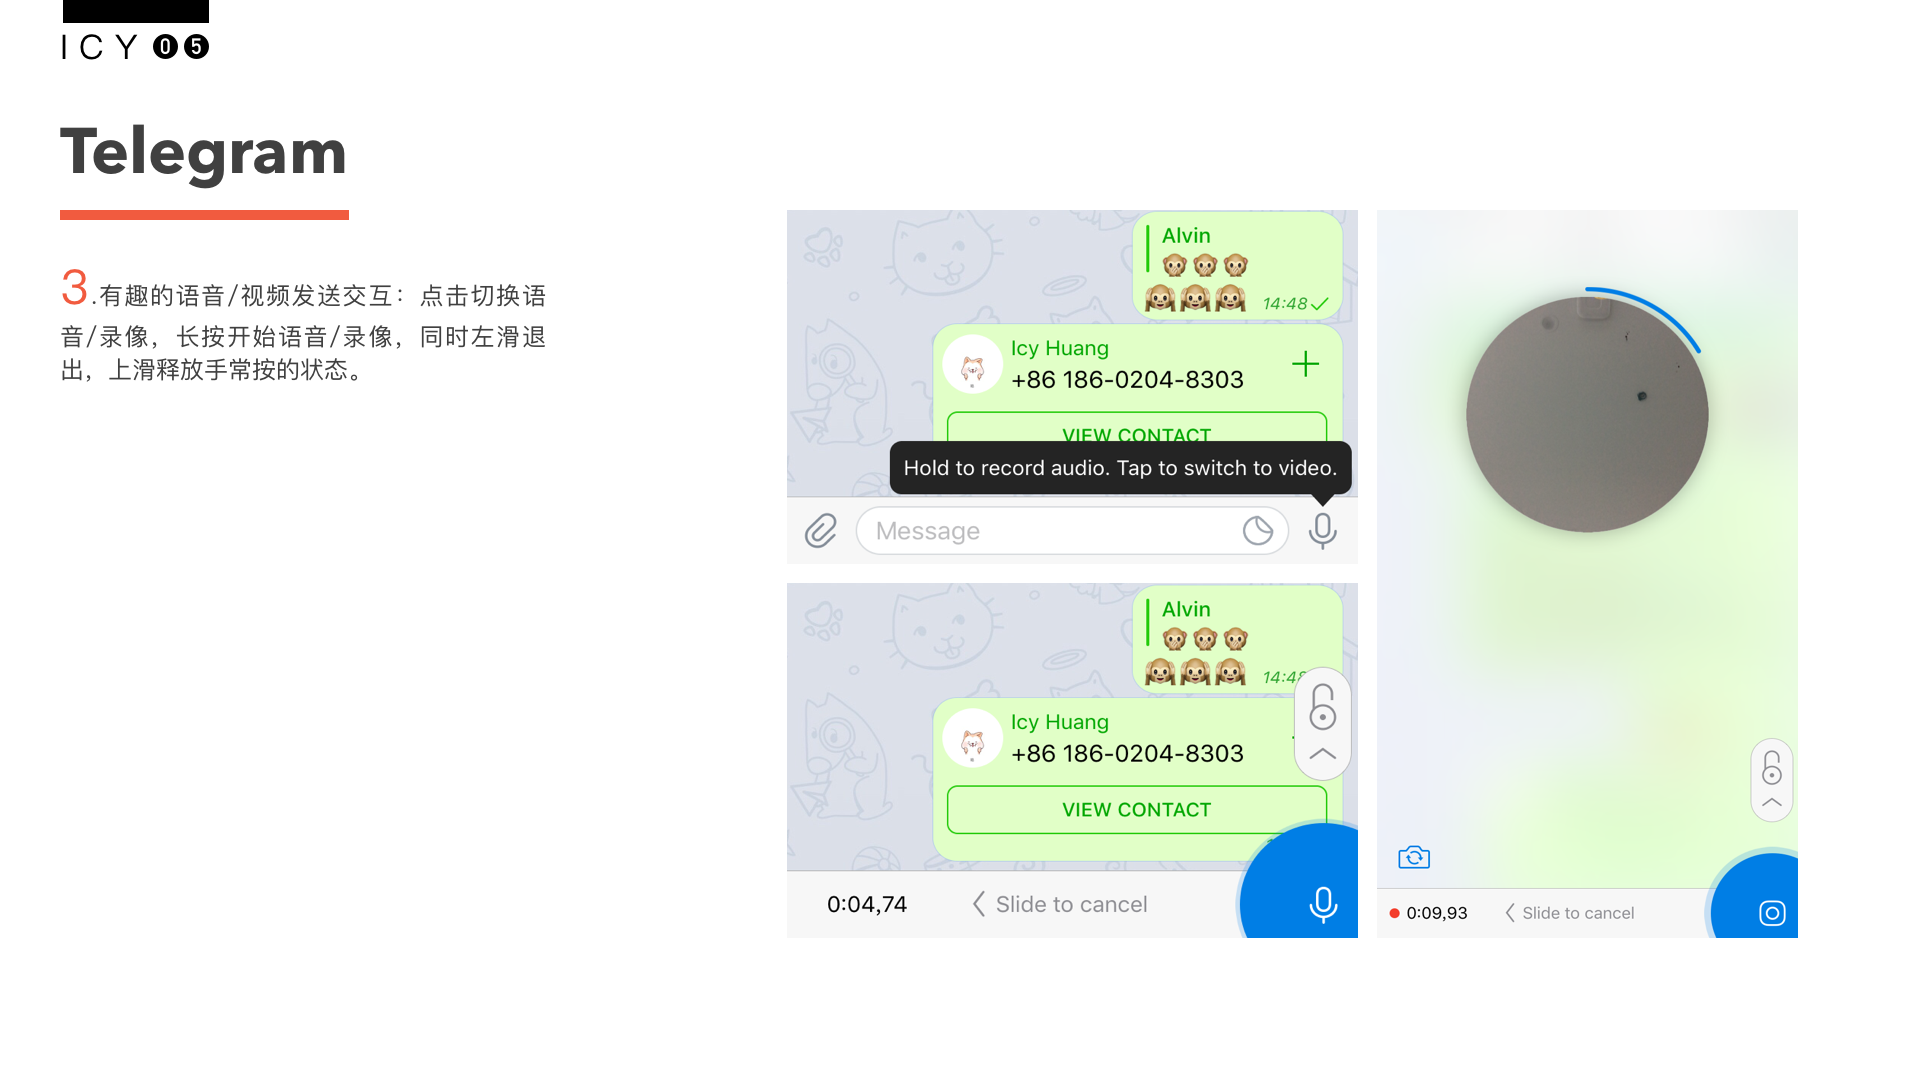 ICY 05
Telegram
3.有趣的语音/视频发送交互：点击切换语
音/录像，长按开始语音/录像，同时左滑退
出，上滑释放手常按的状态。
Alvin
14:48
Icy Huang
+86 186-0204-8303
VIEW CONTACT
Hold to record audio. Tap to switch to video.
Message
Alvin
14:48
Icy Huang
+86 186-0204-8303
VIEW CONTACT
0:04,74
Slide to cancel
0:09,93
Slide to cancel